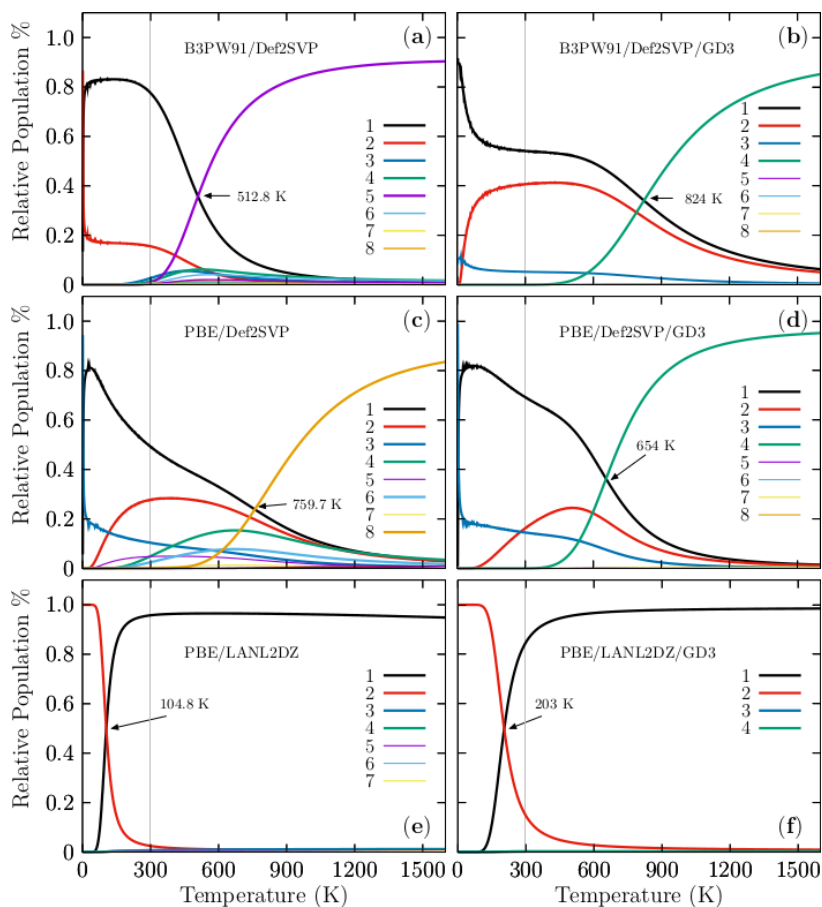 Relative Population %
1.0
0.8
0.6
0.4
0.2
0
(a)
B3PW91/Def2SVP
1
2
3
4
5
6
7
8
512.8 K
(b)
B3PW91/Def2SVP/GD3
1
2
3
4
5
6
7
8
824 K
Relative Population %
1.0
0.8
0.6
0.4
0.2
0
(c)
PBE/Def2SVP
1
2
3
4
5
6
7
8
759.7 K
(d)
PBE/Def2SVP/GD3
1
2
3
4
5
6
7
8
654 K
Relative Population %
1.0
0.8
0.6
0.4
0.2
0
PBE/LANL2DZ
1
2
3
4
5
6
7
104.8 K
(e)
0 300 600 900 1200 1500
Temperature (K)
PBE/LANL2DZ/GD3
1
2
3
4
203 K
(f)
0 300 600 900 1200 1500
Temperature (K)